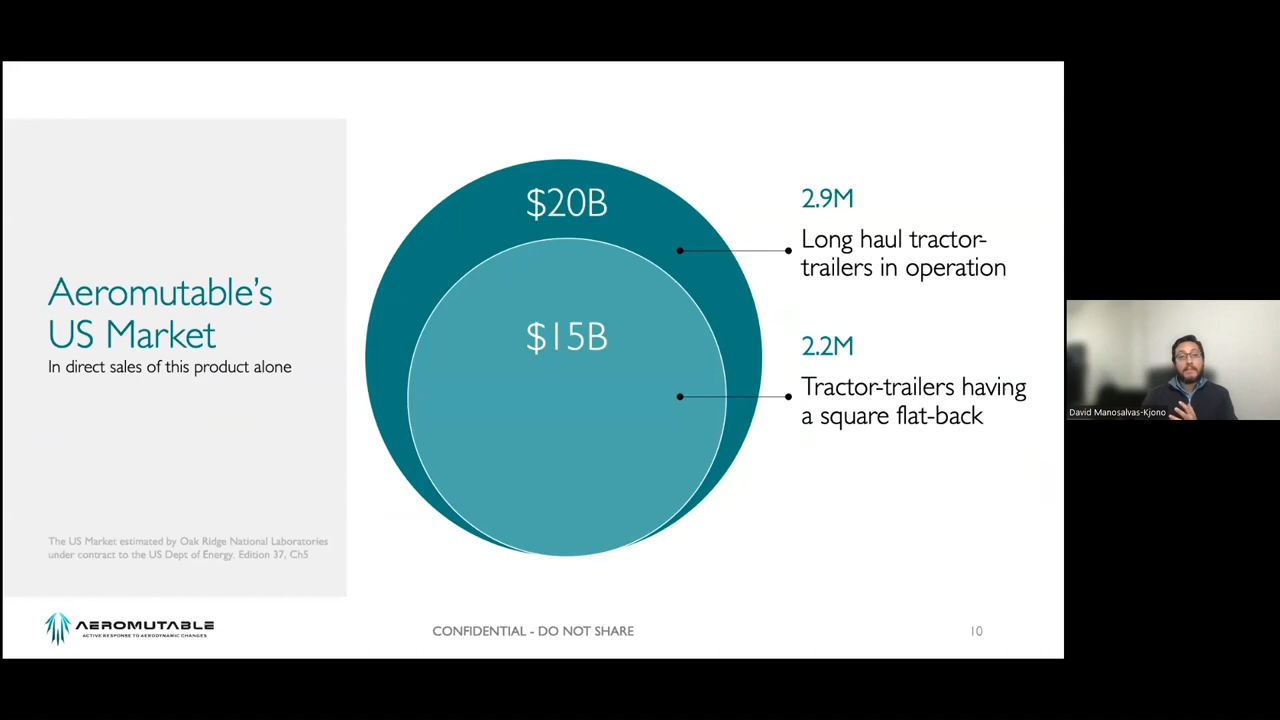 Aeromutable's
US Market
In direct sales of this product alone
The US Market estimated by Oak Ridge National Laboratories
under contract to the US Dept of Energy. Edition 37, Ch5
$20B
$15B
2.9M
Long haul tractor-
trailers in operation
2.2M
Tractor-trailers having
a square flat-back
AEROMUTABLE
ACTIVE RESPONSE TO AERODYNAMIC CHANGES
CONFIDENTIAL - DO NOT SHARE
10
David Manosalvas-Kjono